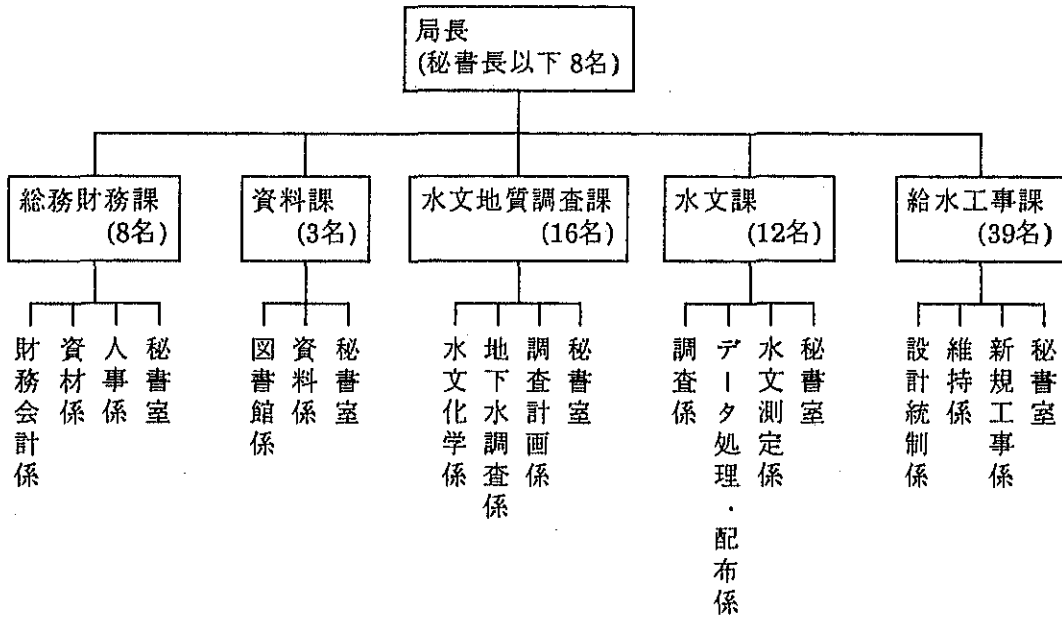 局長
(秘書長以下 8名)
総務財務課
(8名)
資料課
(3名)
水文地質調査課
(16名)
水文課
(12名)
給水工事課
(39名)
財務会計係
資材係
人事係
秘書室
図書館係
資料係
秘書室
水文化学係
地下水調査係
調査計画係
秘書室
調査係
データ処理・配布係
水文測定係
秘書室
設計統制係
維持係
新規工事係
秘書室